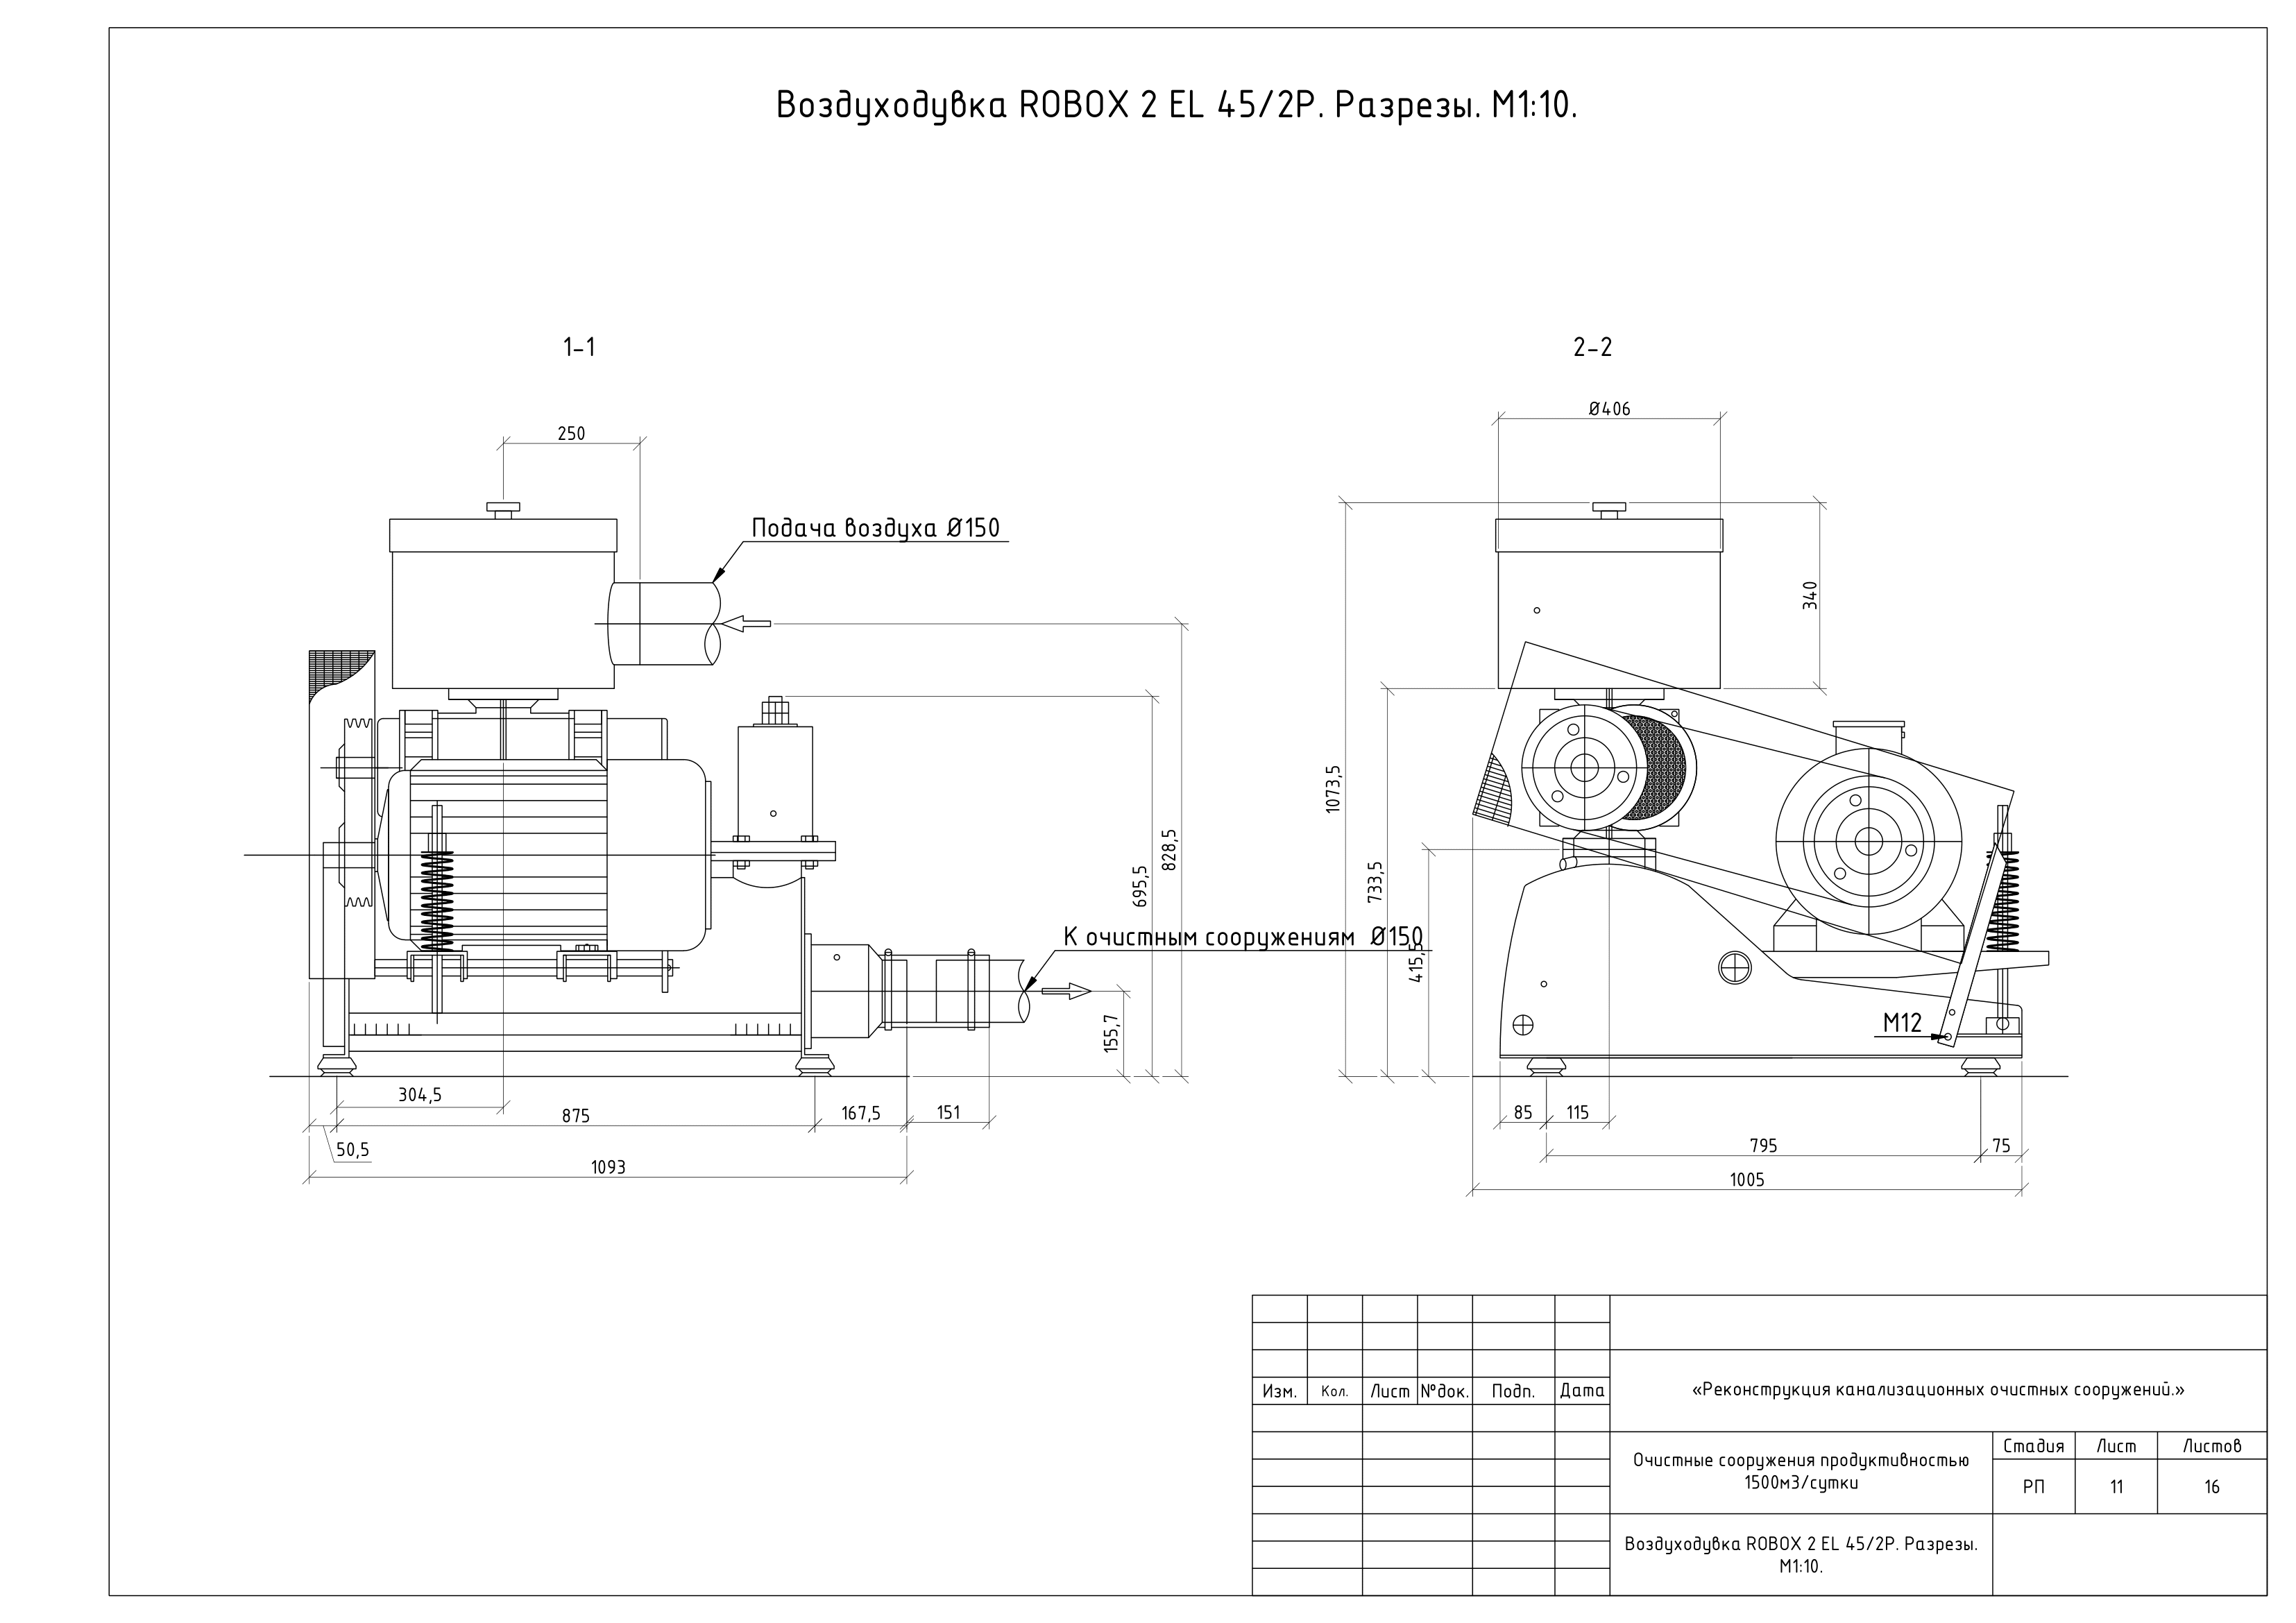 Воздуходувка ROBOX 2 EL 45/2P. Разрезы. М1:10.
1-1
2-2
250
Подача воздуха Ø150
828,5
695,5
К очистным сооружениям Ø150
155,7
304,5
875
167,5
151
50,5
1093
Ø406
340
1073,5
733,5
415,5
М12
85
115
795
75
1005
Изм.
Кол.
Лист
№док.
Подп.
Дата
«Реконструкция канализационных очистных сооружений.»
Очистные сооружения продуктивностью
1500м3/сутки
Стадия
Лист
Листов
РП
11
16
Воздуходувка ROBOX 2 EL 45/2P. Разрезы.
М1:10.